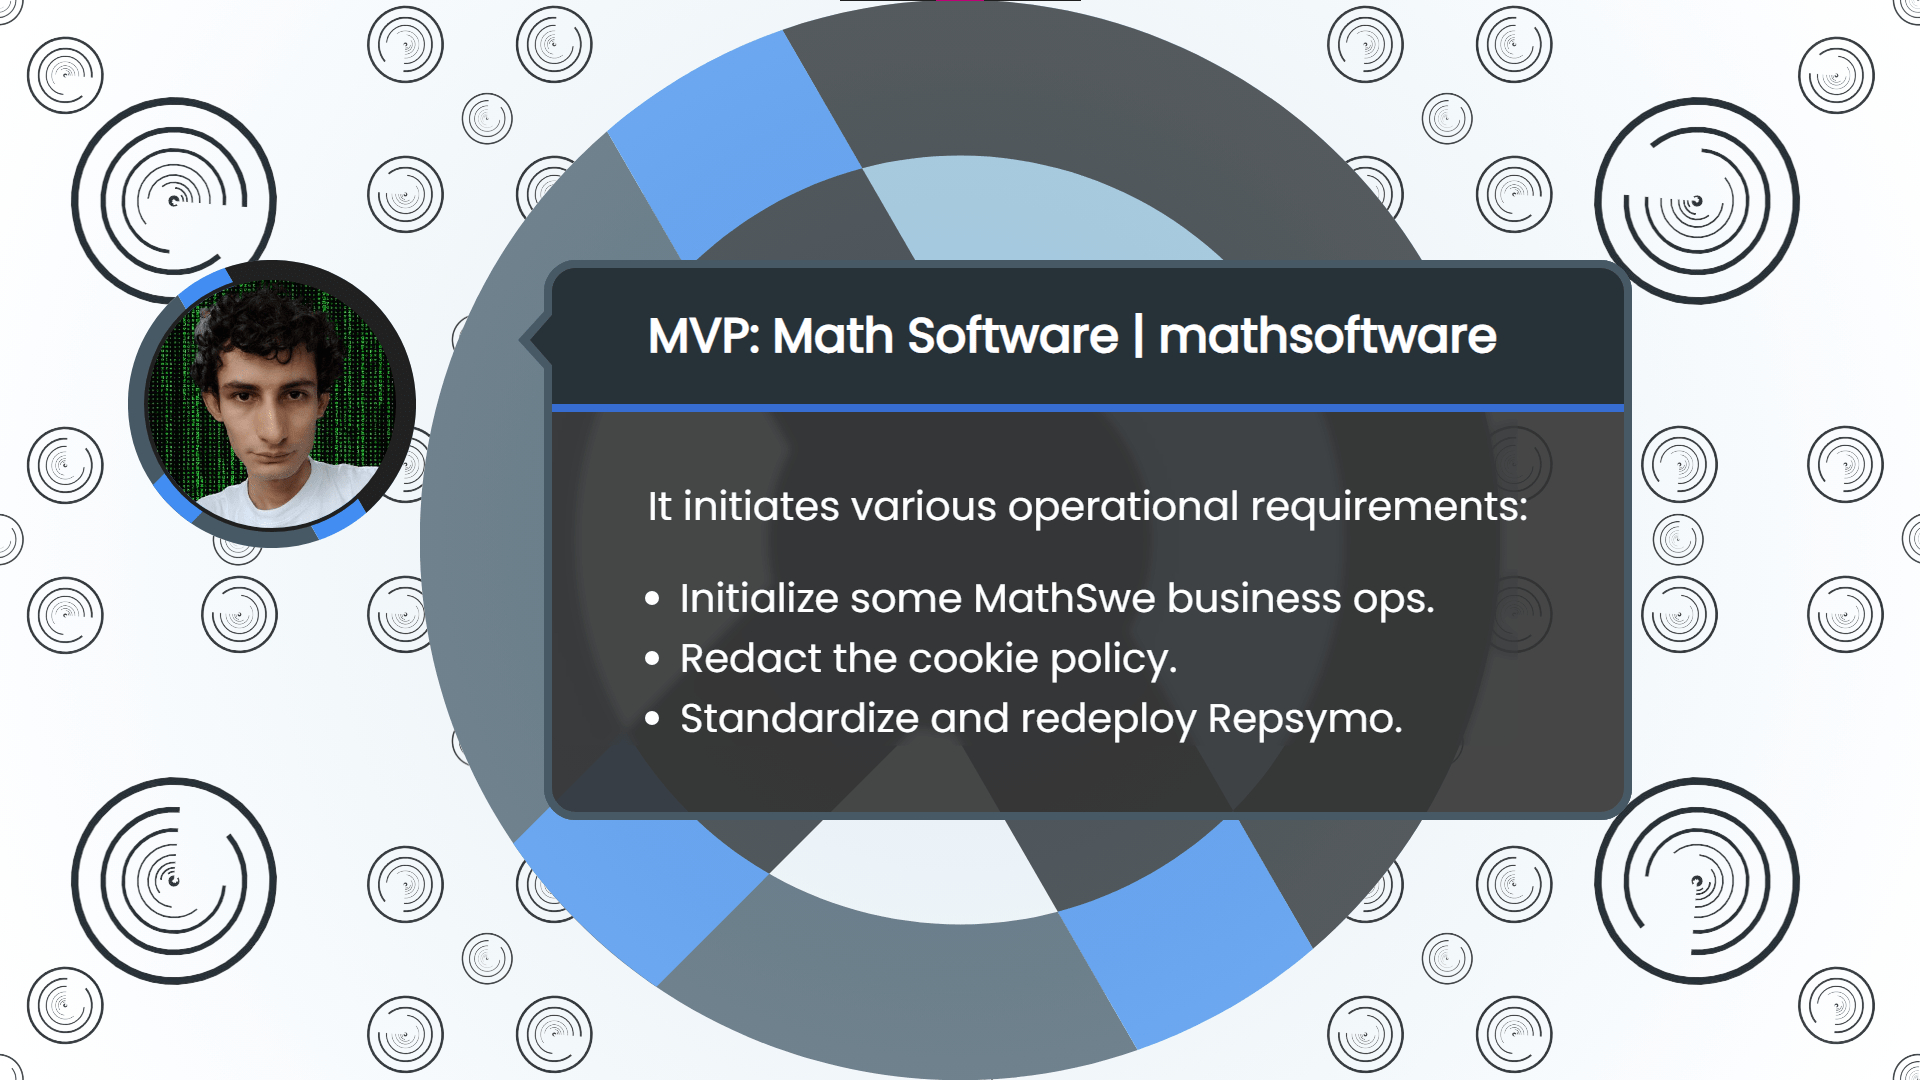 MVP: Math Software | mathsoftware
It initiates various operational requirements:
• Initialize some MathSwe business ops.
• Redact the cookie policy.
• Standardize and redeploy Repsymo.